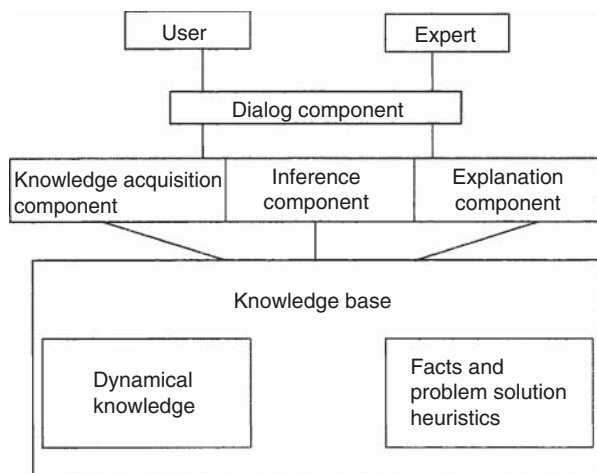 User
Expert
Dialog component
Knowledge acquisition
component
Inference
component
Explanation
component
Knowledge base
Dynamical
knowledge
Facts and
problem solution
heuristics